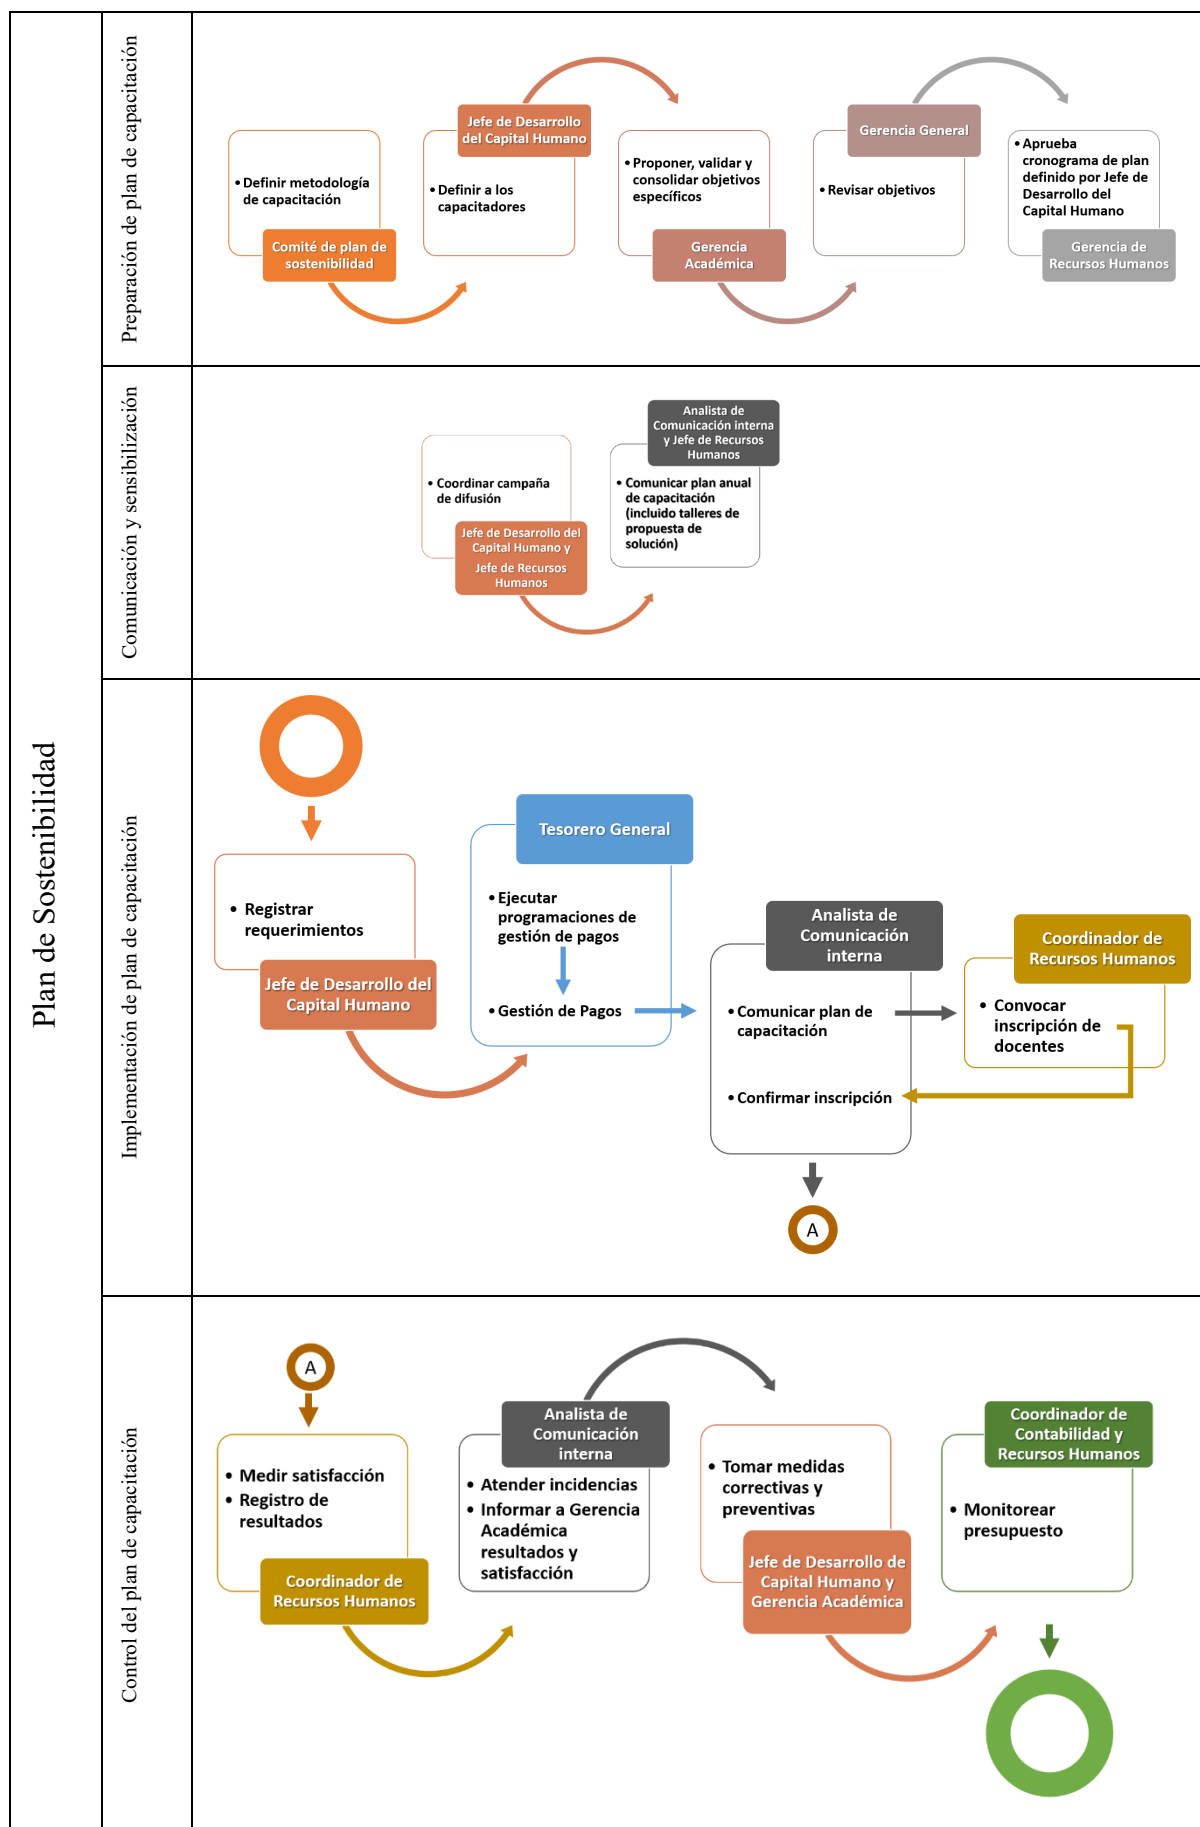 Plan de Sostenibilidad
Preparación de plan de capacitación
• Definir metodología
de capacitación
Comité de plan de
sostenibilidad
Jefe de Desarrollo
del Capital Humano
• Definir a los
capacitadores
• Proponer, validar y
consolidar objetivos
específicos
Gerencia
Académica
Gerencia General
• Revisar objetivos
• Aprueba
cronograma de plan
definido por Jefe de
Desarrollo del
Capital Humano
Gerencia de
Recursos Humanos
Comunicación y sensibilización
• Coordinar campaña
de difusión
Jefe de Desarrollo del
Capital Humano y
Jefe de Recursos
Humanos
Analista de
Comunicación interna
y Jefe de Recursos
Humanos
• Comunicar plan anual
de capacitación
(incluido talleres de
propuesta de
solución)
Implementación de plan de capacitación
• Registrar
requerimientos
Jefe de Desarrollo del
Capital Humano
Tesorero General
• Ejecutar
programaciones de
gestión de pagos
• Gestión de Pagos
Analista de
Comunicación
interna
• Comunicar plan de
capacitación
• Confirmar inscripción
Coordinador de
Recursos Humanos
• Convocar
inscripción de
docentes
A
Control del plan de capacitación
A
• Medir satisfacción
• Registro de
resultados
Coordinador de
Recursos Humanos
Analista de
Comunicación
interna
• Atender incidencias
• Informar a Gerencia
Académica
resultados y
satisfacción
• Tomar medidas
correctivas y
preventivas
Jefe de Desarrollo de
Capital Humano y
Gerencia Académica
Coordinador de
Contabilidad y
Recursos Humanos
• Monitorear
presupuesto